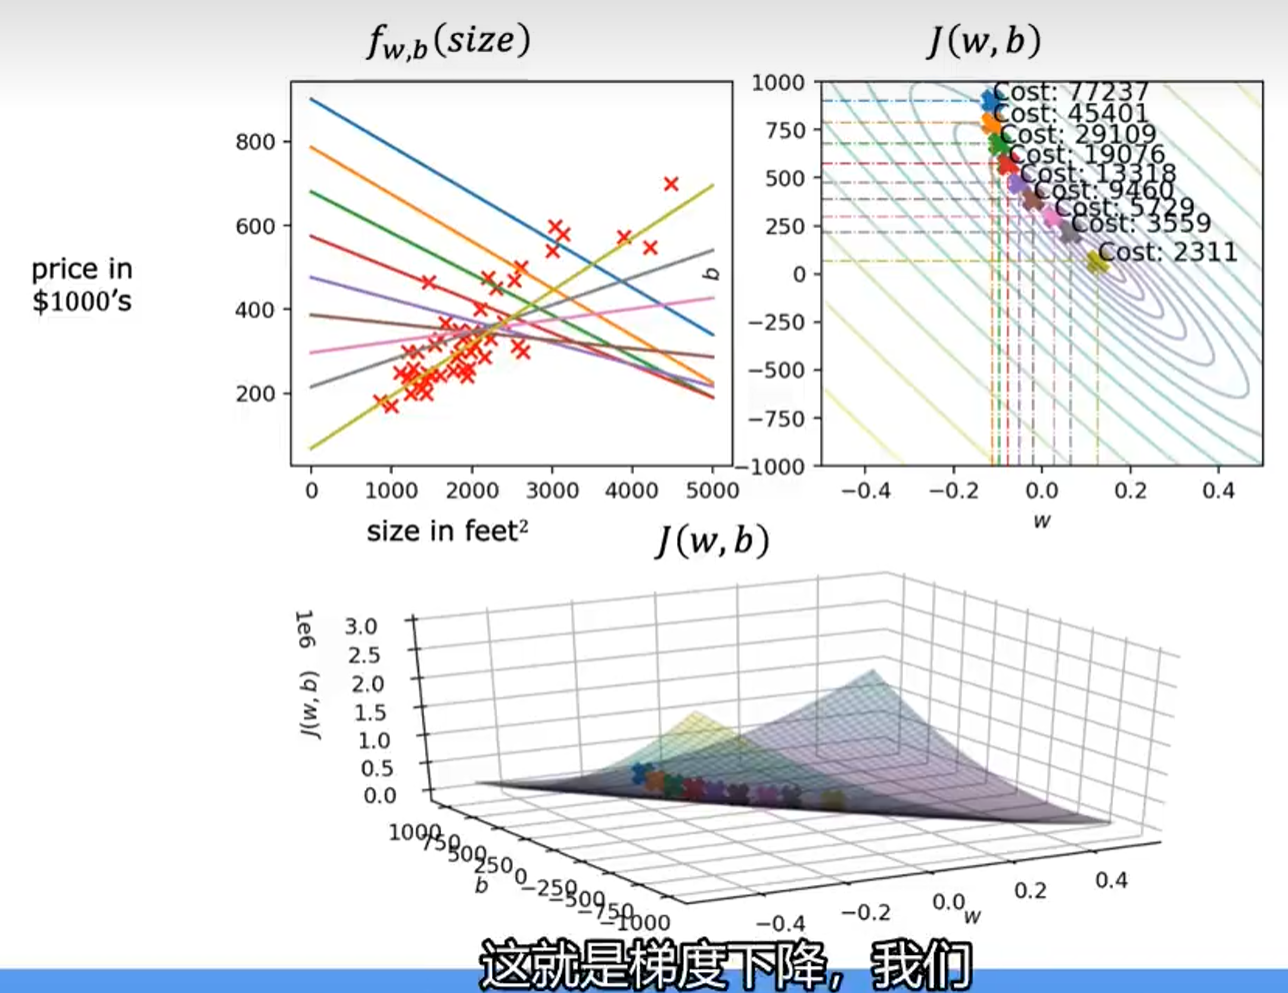 f_{w,b}(size)
J(w, b)
price in
$1000's
800
600
400
200
0 1000 2000 3000 4000 5000
size in feet²
b
1000
750
500
250
0
−250
−500
−750
−1000
Cost: 77237
Cost: 45401
Cost: 29109
Cost: 19076
Cost: 13318
Cost: 9460
Cost: 5729
Cost: 3559
Cost: 2311
−0.4 −0.2 0.0 0.2 0.4
w
J(w, b)
1e6
J(w,b)
3.0
2.5
2.0
1.5
1.0
0.5
0.0
1000
750
500
250
0
−250
−500
−750
−1000
b
−0.4 −0.2 0.0 0.2 0.4
w
这就是梯度下降，我们